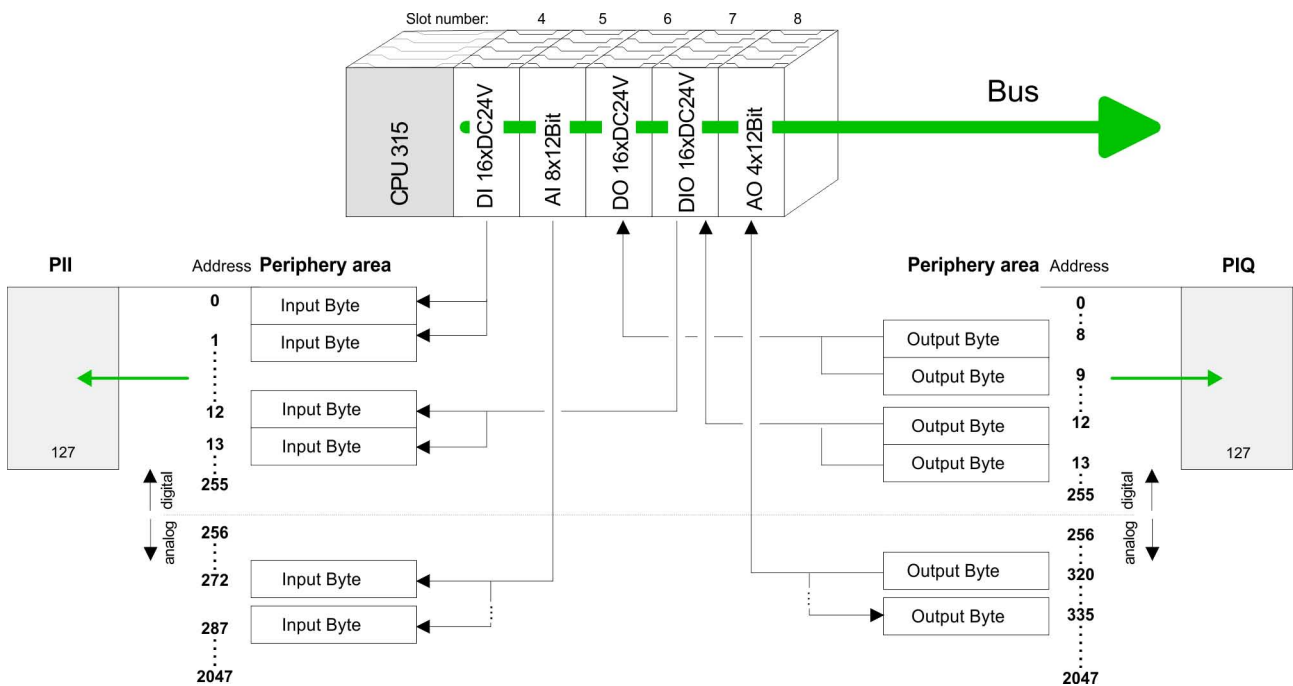 Slot number: 4 5 6 7 8
CPU 315
DI 16xDC24V
AI 8x12Bit
DO 16xDC24V
DIO 16xDC24V
AO 4x12Bit
Bus
PII
Address Periphery area
0 Input Byte
1 Input Byte
12 Input Byte
13 Input Byte
127
255
digital
analog
256
272 Input Byte
287 Input Byte
2047
Periphery area Address
PIQ
0
Output Byte 8
Output Byte 9
Output Byte 12
Output Byte 13
127
255
digital
analog
256
Output Byte 320
Output Byte 335
2047